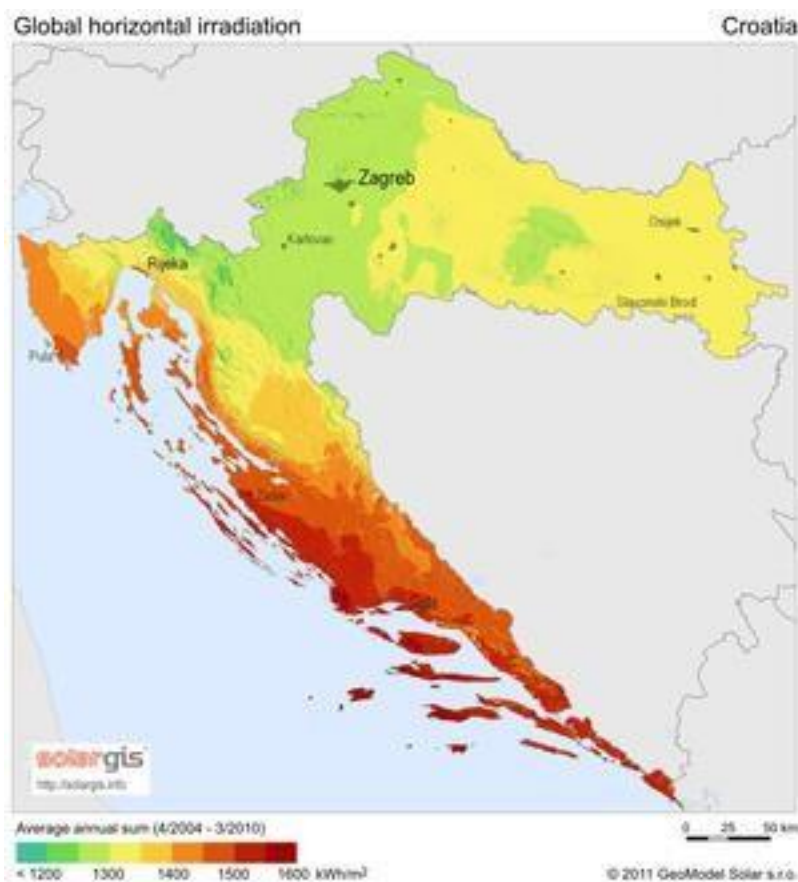 Global horizontal irradiation
Croatia
Zagreb
Karlovac
Osijek
Rijeka
Slavonski Brod
Pula
Zadar
solargis
http://solargis.info
Average annual sum (4/2004 - 3/2010)
0 25 50 km
< 1200 1300 1400 1500 1600 kWh/m²
© 2011 GeoModel Solar s.r.o.